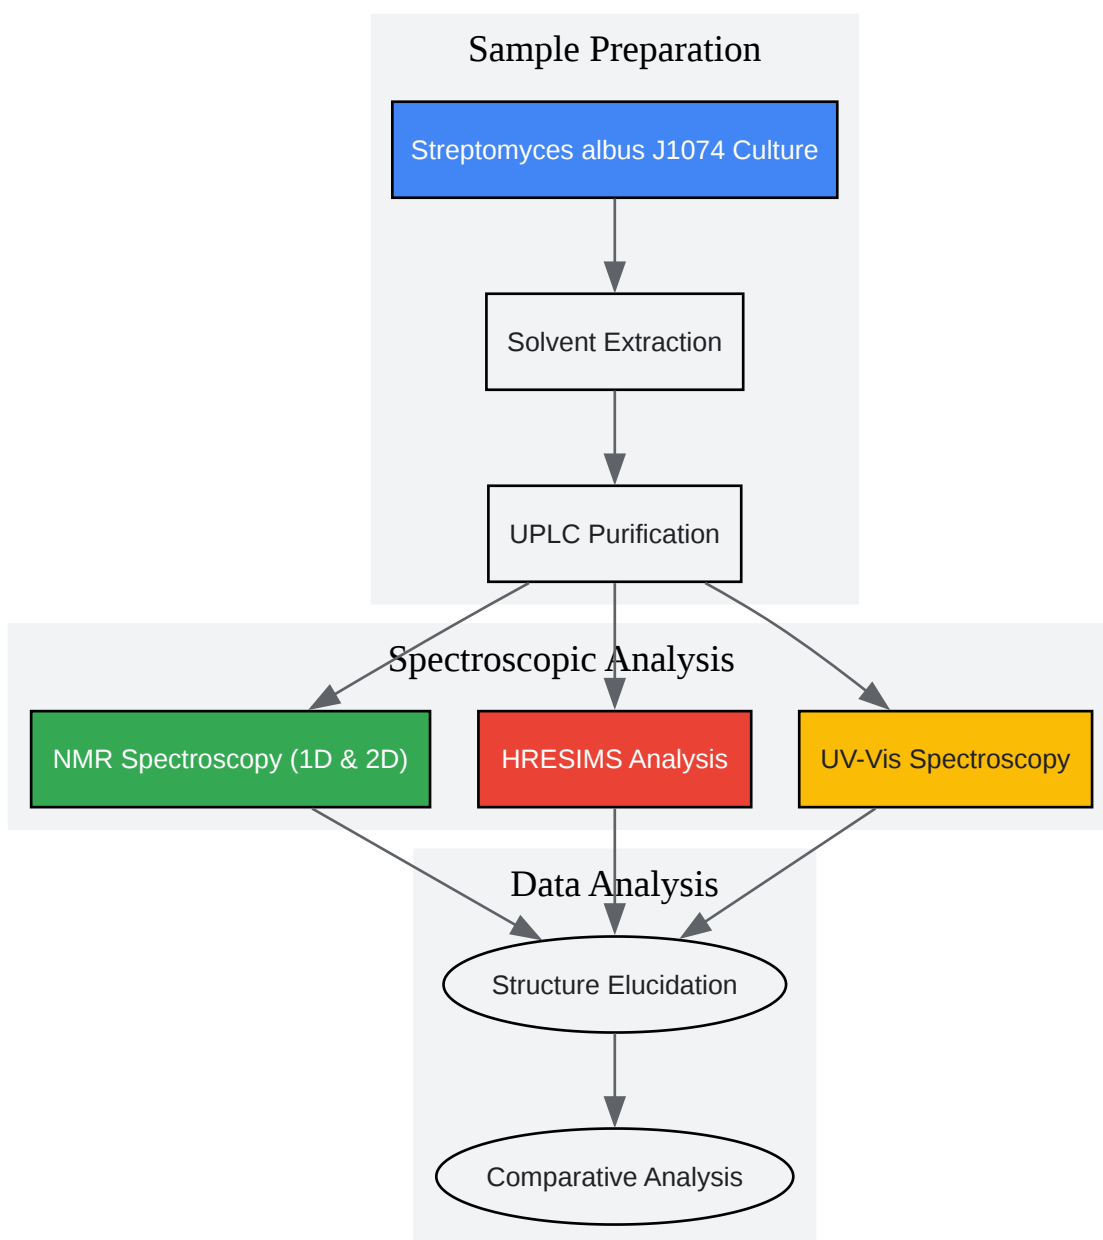 Sample Preparation
Streptomyces albus J1074 Culture
Solvent Extraction
UPLC Purification
Spectroscopic Analysis
NMR Spectroscopy (1D & 2D)
HRESIMS Analysis
UV-Vis Spectroscopy
Data Analysis
Structure Elucidation
Comparative Analysis